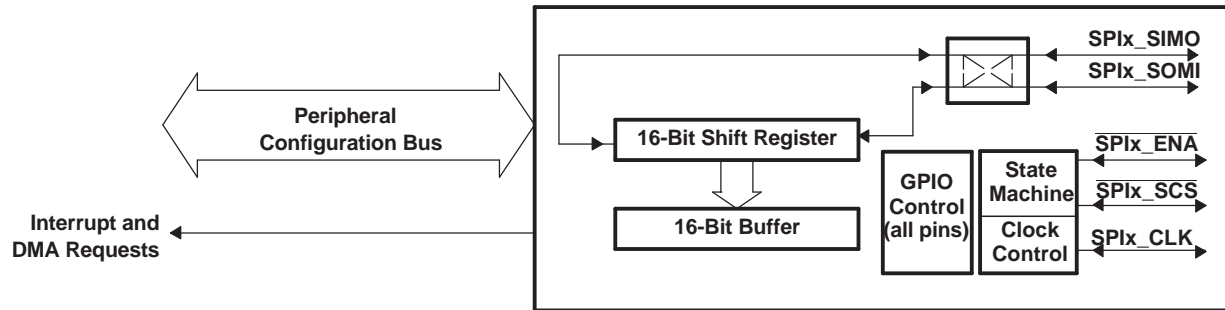 SPIx_SIMO
SPIx_SOMI
Peripheral
Configuration Bus
16-Bit Shift Register
SPIx_ENA
GPIO
Control
(all pins)
State
Machine
SPIx_SCS
Interrupt and
DMA Requests
16-Bit Buffer
Clock
Control
SPIx_CLK